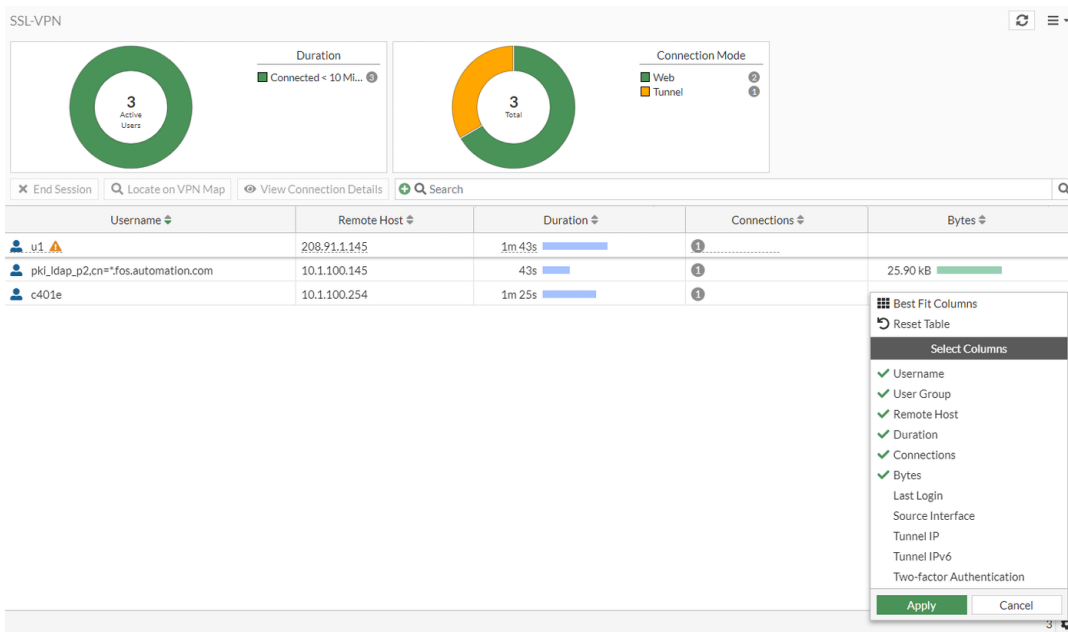 SSL-VPN
Duration
Connected < 10 Mi... 3
3
Active
Users
Connection Mode
Web 2
Tunnel 1
3
Total
End Session Locate on VPN Map View Connection Details Search
Username Remote Host Duration Connections Bytes
u1 208.91.1.145 1m 43s 1
pki_ldap_p2,cn=*.fos.automation.com 10.1.100.145 43s 1 25.90 kB
c401e 10.1.100.254 1m 25s 1
Best Fit Columns
Reset Table
Select Columns
Username
User Group
Remote Host
Duration
Connections
Bytes
Last Login
Source Interface
Tunnel IP
Tunnel IPv6
Two-factor Authentication
Apply Cancel
3